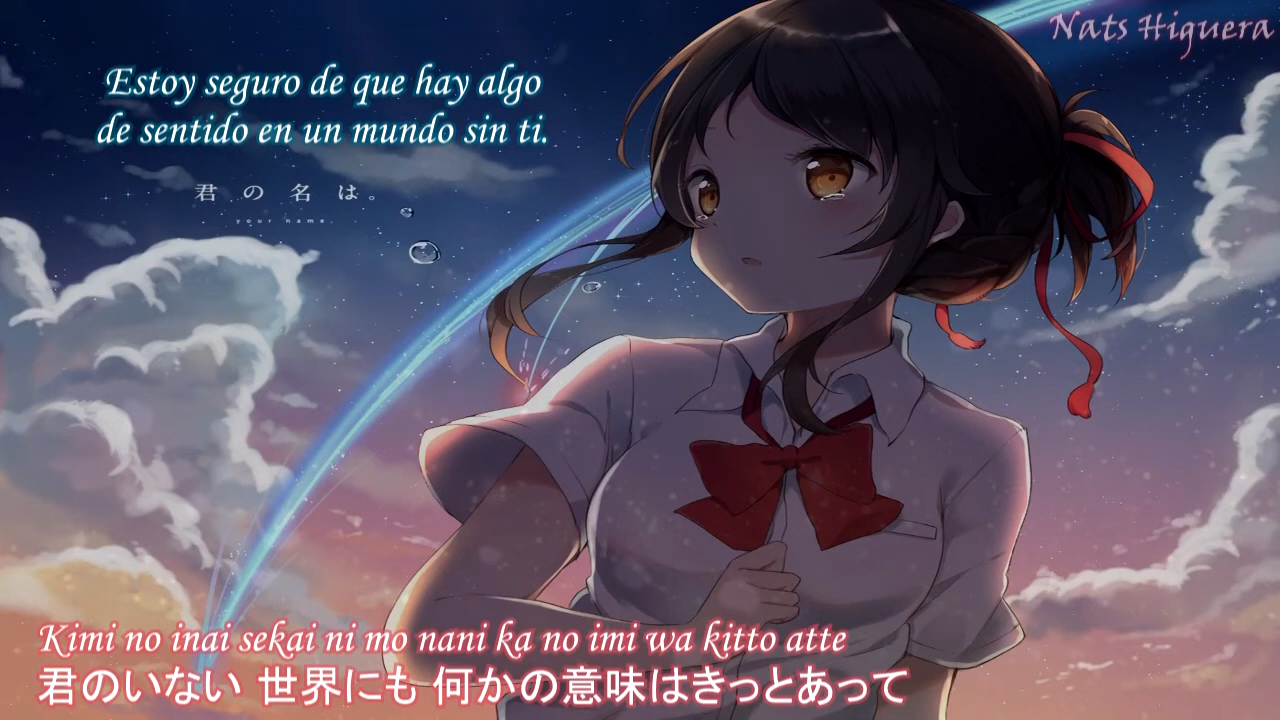 Nats Higuera
Estoy seguro de que hay algo
de sentido en un mundo sin ti.
君の名は。
your name.
Kimi no inai sekai ni mo nani ka no imi wa kitto atte
君のいない 世界にも 何かの意味はきっとあって